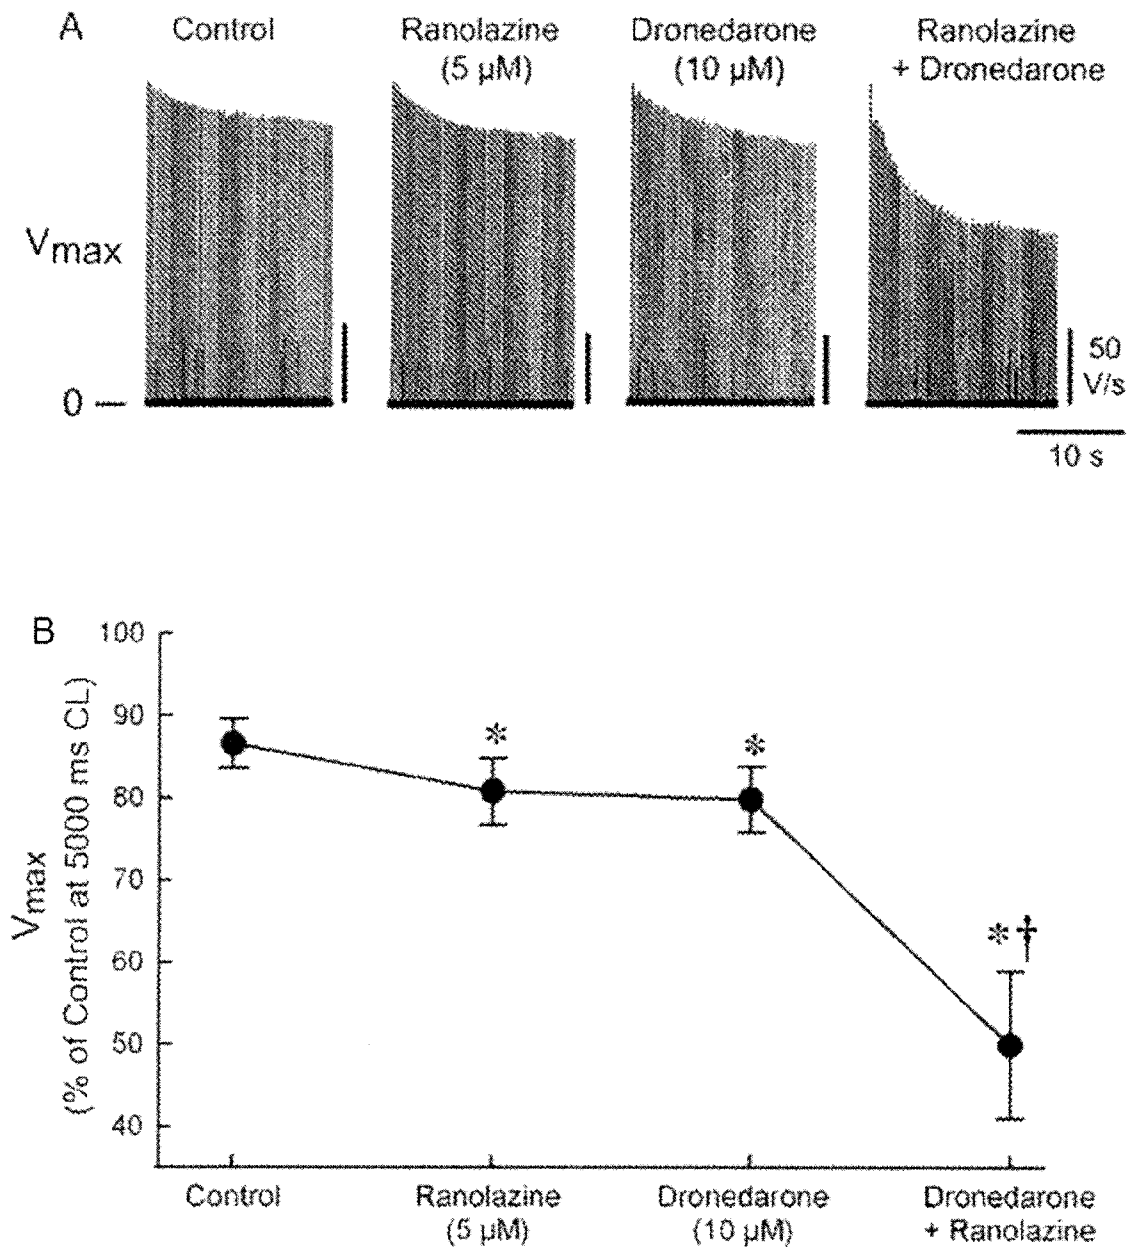 A
Control
Ranolazine
(5 µM)
Dronedarone
(10 µM)
Ranolazine
+ Dronedarone
Vmax
0
50
V/s
10 s
B
100
90
80
70
60
50
40
Vmax
(% of Control at 5000 ms CL)
*
*
*†
Control
Ranolazine
(5 µM)
Dronedarone
(10 µM)
Dronedarone
+ Ranolazine